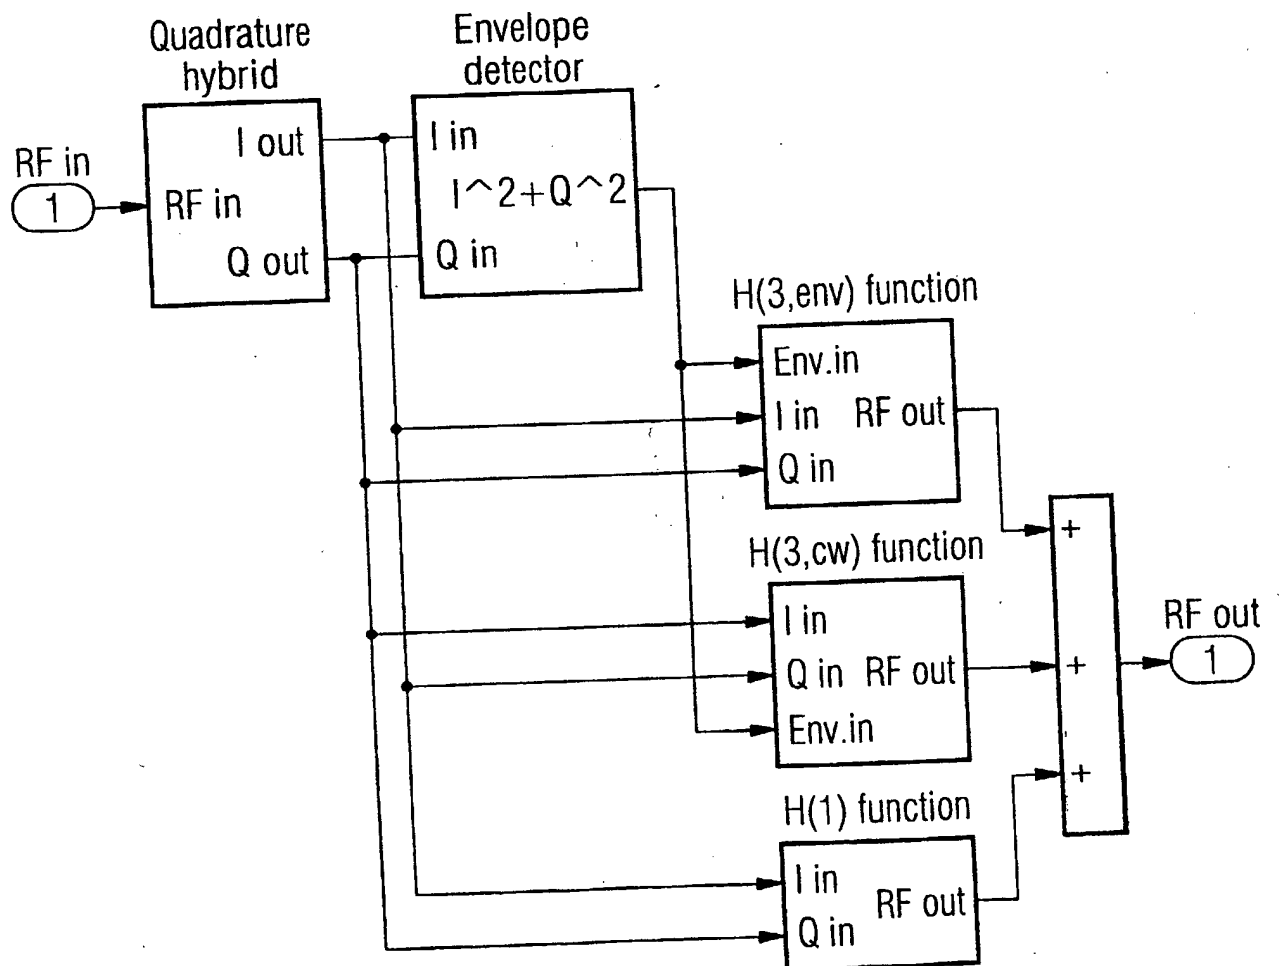 Quadrature
hybrid
Envelope
detector
RF in
1
I out
RF in
Q out
I in
I^2+Q^2
Q in
H(3,env) function
Env.in
I in RF out
Q in
+
H(3,cw) function
I in
Q in RF out
Env.in
+
RF out
1
+
H(1) function
I in
RF out
Q in